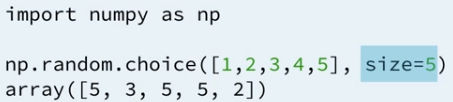 import numpy as np
np.random.choice([1,2,3,4,5], size=5)
array([5, 3, 5, 5, 2])